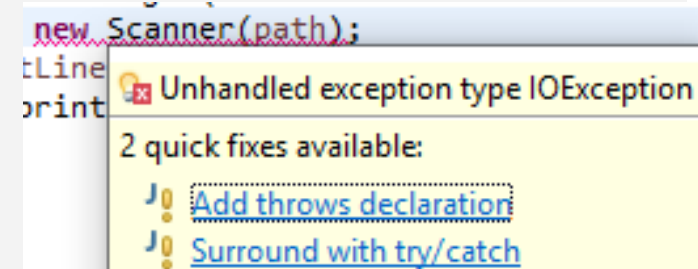 new Scanner(path);
tLine
print
Unhandled exception type IOException
2 quick fixes available:
Add throws declaration
Surround with try/catch